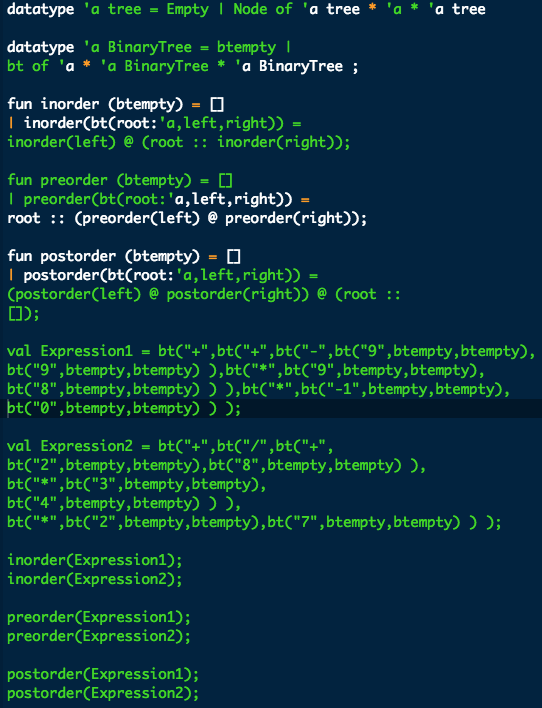 datatype 'a tree = Empty | Node of 'a tree * 'a * 'a tree
datatype 'a BinaryTree = btempty |
bt of 'a * 'a BinaryTree * 'a BinaryTree ;
fun inorder (btempty) = []
| inorder(bt(root:'a,left,right)) =
inorder(left) @ (root :: inorder(right));
fun preorder (btempty) = []
| preorder(bt(root:'a,left,right)) =
root :: (preorder(left) @ preorder(right));
fun postorder (btempty) = []
| postorder(bt(root:'a,left,right)) =
(postorder(left) @ postorder(right)) @ (root ::
[]);
val Expression1 = bt("+",bt("+",bt("-",bt("9",btempty,btempty),
bt("9",btempty,btempty) ),bt("*",bt("9",btempty,btempty),
bt("8",btempty,btempty) ) ),bt("*",bt("-1",btempty,btempty),
bt("0",btempty,btempty) ) );
val Expression2 = bt("+",bt("/",bt("+",
bt("2",btempty,btempty),bt("8",btempty,btempty) ),
bt("*",bt("3",btempty,btempty),
bt("4",btempty,btempty) ) ),
bt("*",bt("2",btempty,btempty),bt("7",btempty,btempty) ) );
inorder(Expression1);
inorder(Expression2);
preorder(Expression1);
preorder(Expression2);
postorder(Expression1);
postorder(Expression2);